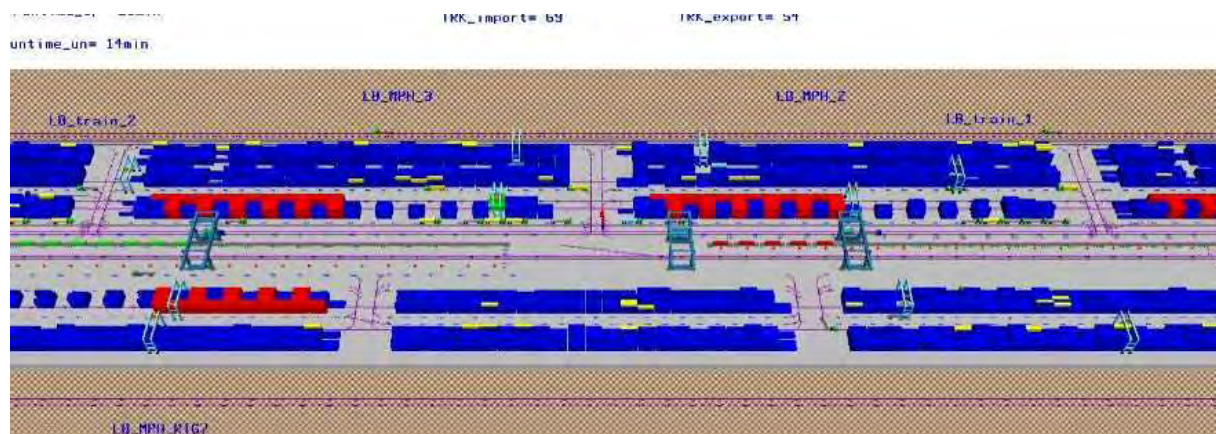 TRK_import= 69
TRK_export= 54
untime_un= 14min
LB_MPH_3
LB_MPH_2
LB_train_2
LB_train_1